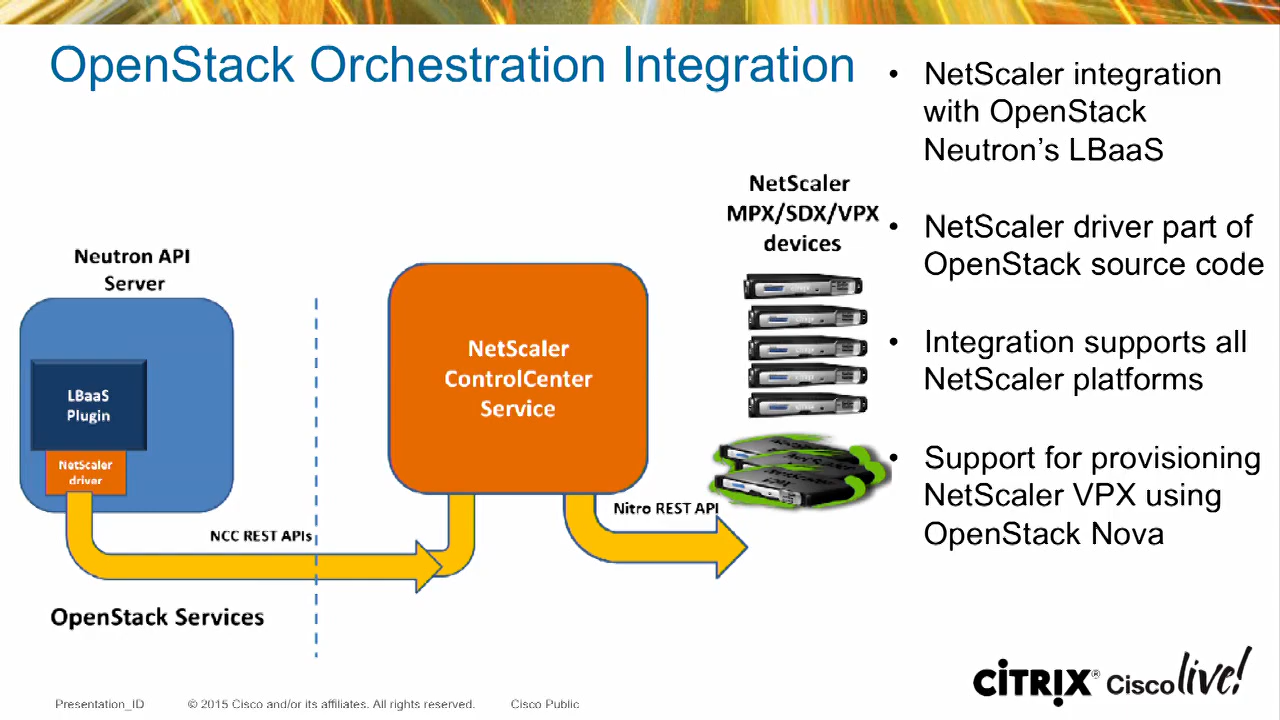 OpenStack Orchestration Integration
• NetScaler integration
with OpenStack
Neutron’s LBaaS
• NetScaler driver part of
OpenStack source code
• Integration supports all
NetScaler platforms
• Support for provisioning
NetScaler VPX using
OpenStack Nova
Neutron API
Server
LBaaS
Plugin
NetScaler
driver
NCC REST APIs
OpenStack Services
NetScaler
ControlCenter
Service
Nitro REST API
NetScaler
MPX/SDX/VPX
devices
CITRIX® Cisco live!
Presentation_ID © 2015 Cisco and/or its affiliates. All rights reserved. Cisco Public